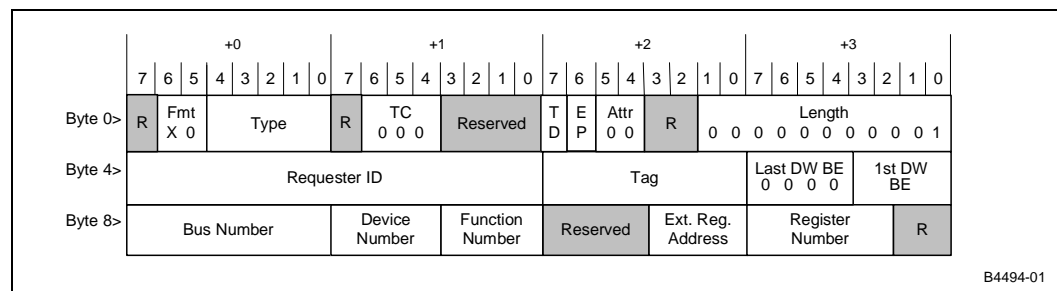 +0 +1 +2 +3
7 6 5 4 3 2 1 0 7 6 5 4 3 2 1 0 7 6 5 4 3 2 1 0 7 6 5 4 3 2 1 0
Byte 0> R Fmt X 0 Type R TC 0 0 0 Reserved T D E P Attr 0 0 R Length 0 0 0 0 0 0 0 0 0 1
Byte 4> Requester ID Tag Last DW BE 0 0 0 0 1st DW BE
Byte 8> Bus Number Device Number Function Number Reserved Ext. Reg. Address Register Number R
B4494-01